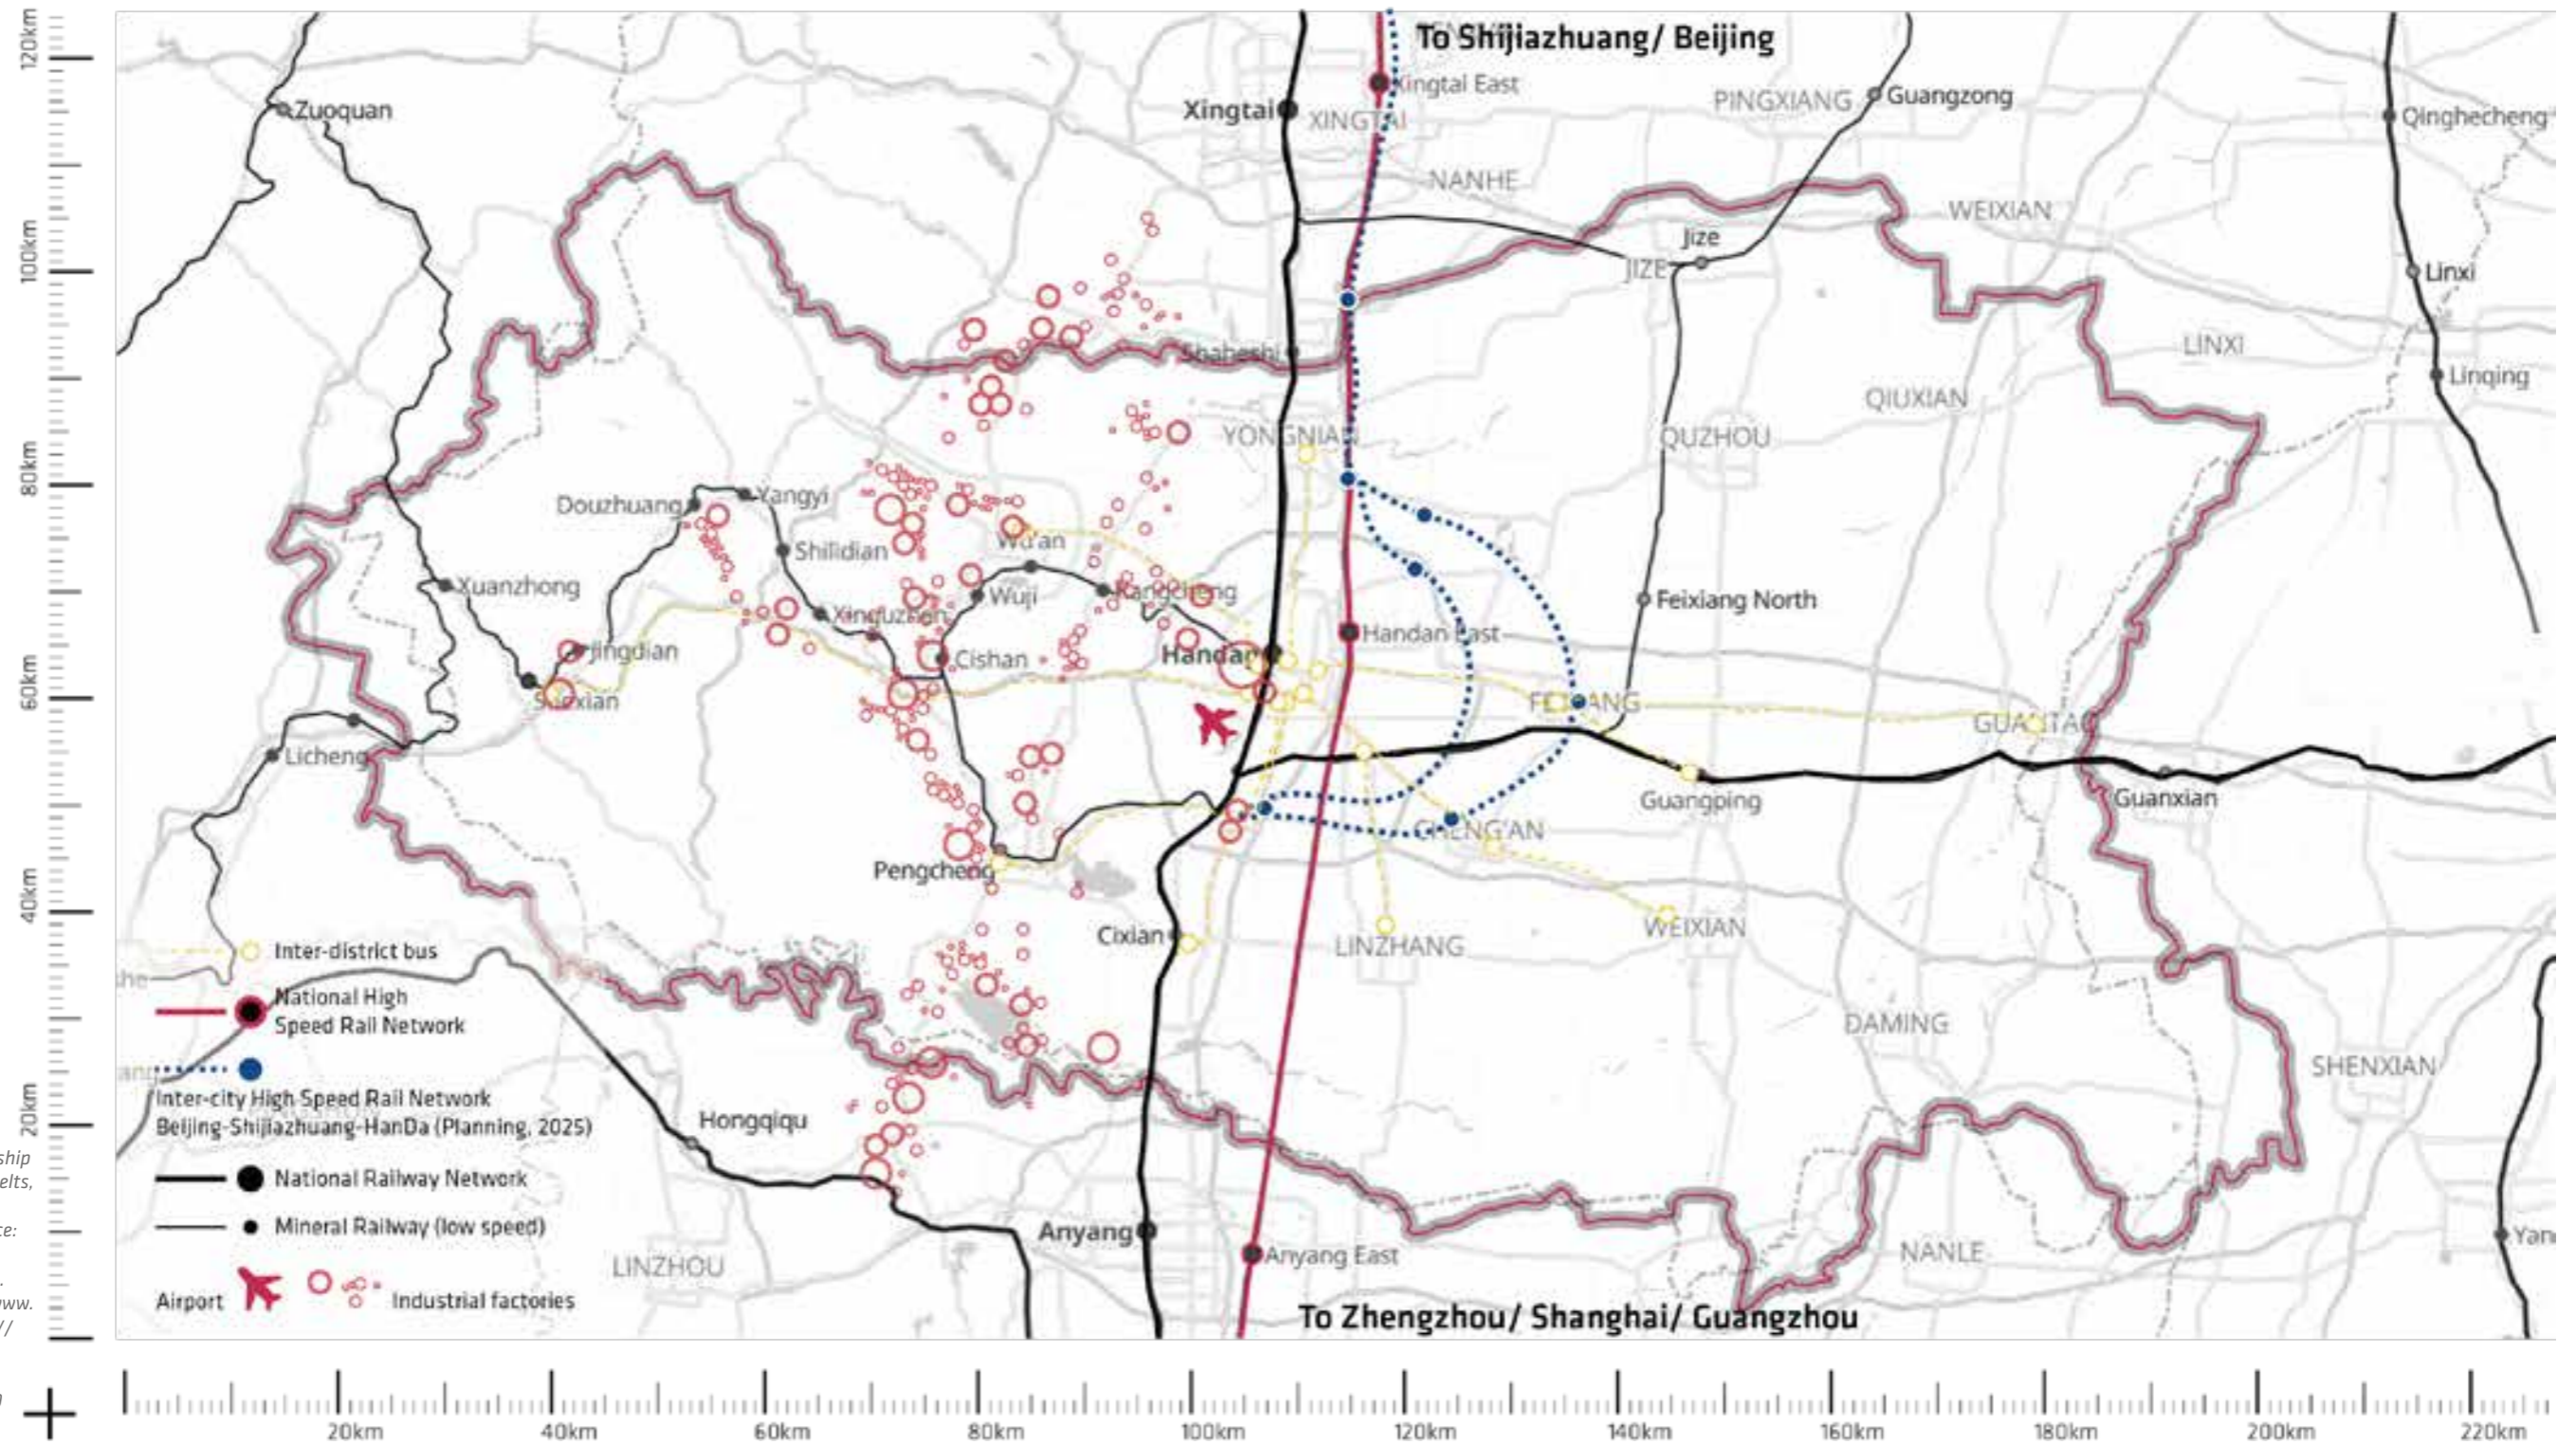 To Shijiazhuang/ Beijing
Xingtai East
Zuoquan
Xingtai
XINGTAI
PINGXIANG
Guangzong
Qinghecheng
NANHE
WEIXIAN
Jize
JIZE
Linxi
Shaheshi
LINXI
Linqing
QIUXIAN
YONGNIAN
QUZHOU
Douzhuang
Yangyi
Wu'an
Shilidian
Xuanzhong
Wuji
Kangcheng
Feixiang North
Handan East
Jingdian
Cishan
Handan
Licheng
Guangping
Guanxian
CHENG'AN
Pengcheng
Cixian
LINZHANG
WEIXIAN
DAMING
SHENXIAN
Hongqiqu
LINZHOU
Anyang
Anyang East
NANLE
To Zhengzhou/ Shanghai/ Guangzhou
Inter-district bus
National High
Speed Rail Network
Inter-city High Speed Rail Network
Beijing-Shijiazhuang-HanDa (Planning, 2025)
National Railway Network
Mineral Railway (low speed)
Airport
Industrial factories
120km
100km
80km
60km
40km
20km
20km 40km 60km 80km 100km 120km 140km 160km 180km 200km 220km